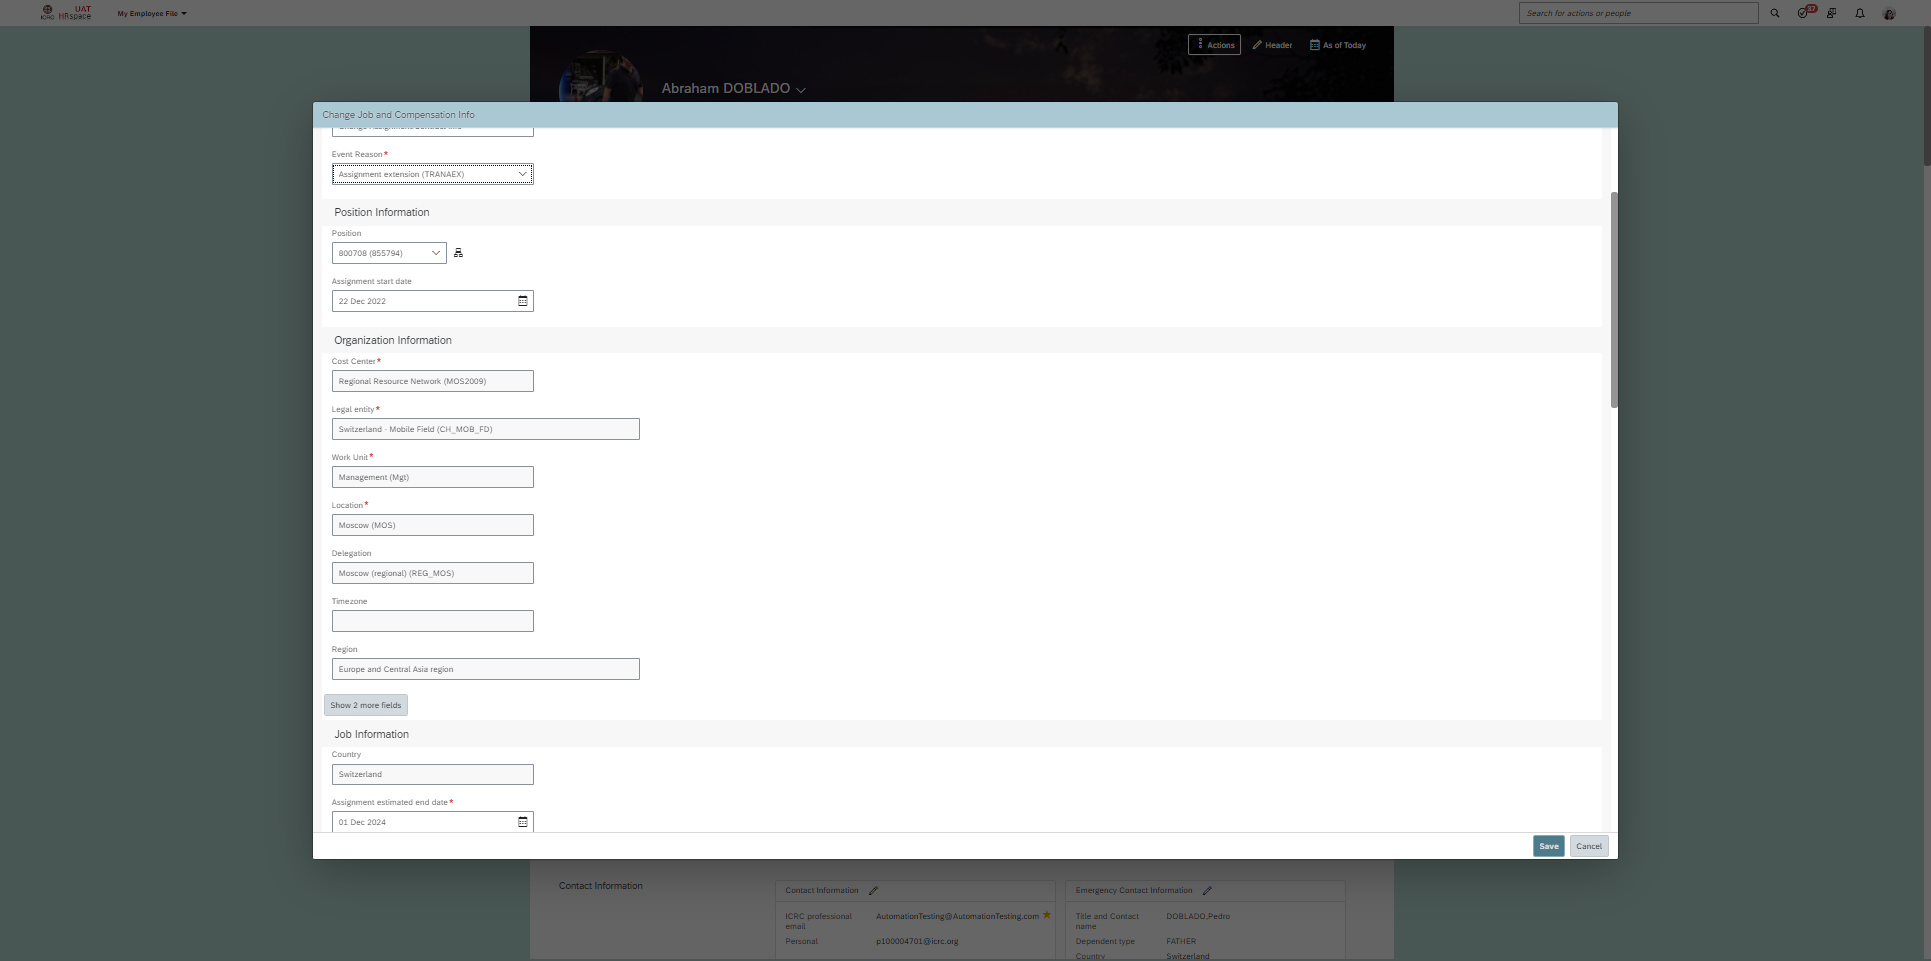 ICRC
UAT
HRspace
My Employee File
Search for actions or people
37
Actions
Header
As of Today
Abraham DOBLADO
Change Job and Compensation Info
Change Assignment Contract Info
Event Reason*
Assignment extension (TRANAEX)
Position Information
Position
800708 (855794)
Assignment start date
22 Dec 2022
Organization Information
Cost Center*
Regional Resource Network (MOS2009)
Legal entity*
Switzerland - Mobile Field (CH_MOB_FD)
Work Unit*
Management (Mgt)
Location*
Moscow (MOS)
Delegation
Moscow (regional) (REG_MOS)
Timezone
Region
Europe and Central Asia region
Show 2 more fields
Job Information
Country
Switzerland
Assignment estimated end date*
01 Dec 2024
Save
Cancel
Contact Information
Contact Information
ICRC professional email
AutomationTesting@AutomationTesting.com
Personal
p100004701@icrc.org
Emergency Contact Information
Title and Contact name
DOBLADO,Pedro
Dependent type
FATHER
Country
Switzerland